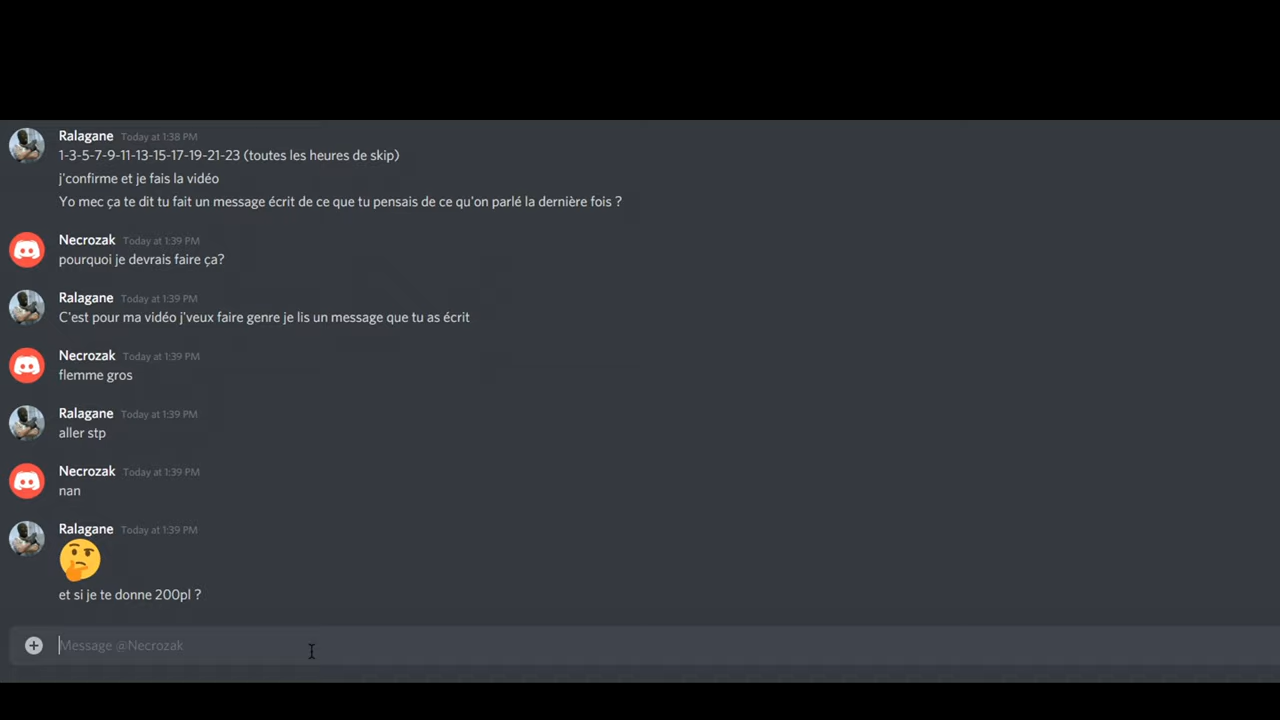 Ralagane Today at 1:38 PM
1-3-5-7-9-11-13-15-17-19-21-23 (toutes les heures de skip)
j'confirme et je fais la vidéo
Yo mec ça te dit tu fait un message écrit de ce que tu pensais de ce qu'on parlé la dernière fois ?
Necrozak Today at 1:39 PM
pourquoi je devrais faire ça?
Ralagane Today at 1:39 PM
C'est pour ma vidéo j'veux faire genre je lis un message que tu as écrit
Necrozak Today at 1:39 PM
flemme gros
Ralagane Today at 1:39 PM
aller stp
Necrozak Today at 1:39 PM
nan
Ralagane Today at 1:39 PM
et si je te donne 200pl ?
Message @Necrozak